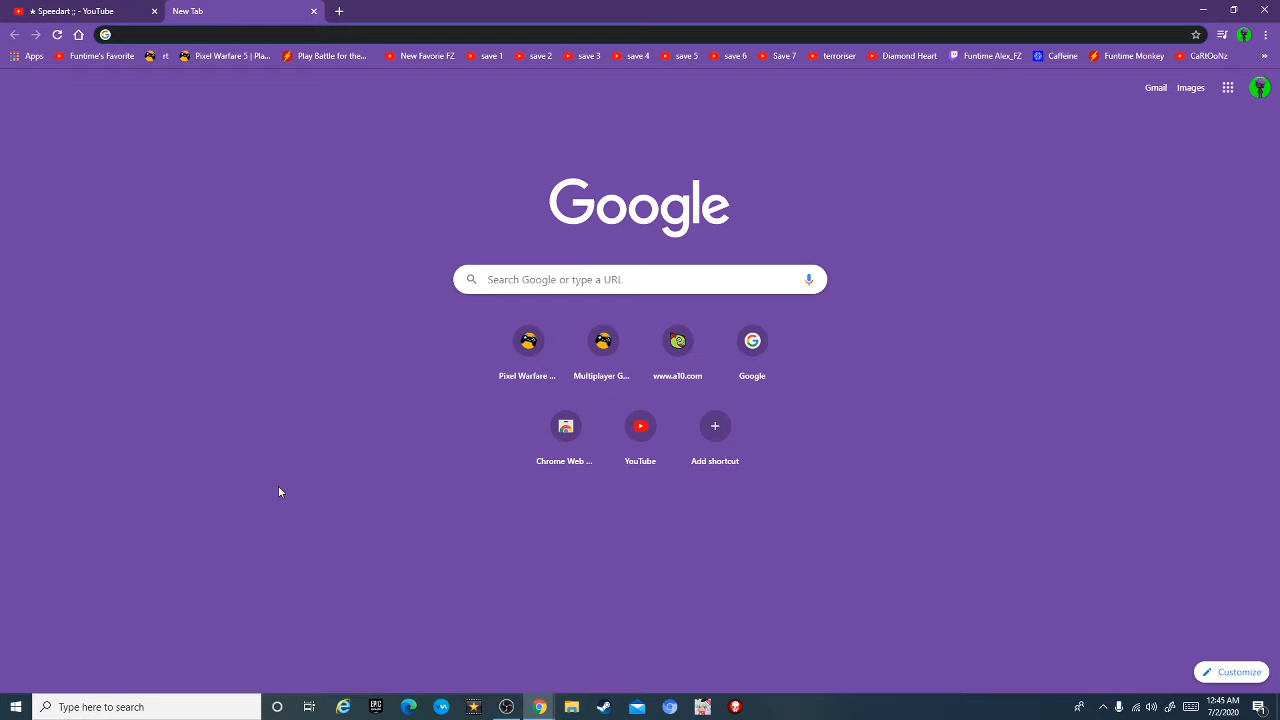 ★ Speedart ;; - YouTube New Tab
Apps Funtime's Favorite rt Pixel Warfare 5 | Pla... Play Battle for the... New Favorie FZ save 1 save 2 save 3 save 4 save 5 save 6 Save 7 terroriser Diamond Heart Funtime Alex_FZ Caffeine Funtime Monkey CaRtOoNz »
Gmail Images
Google
Search Google or type a URL
Pixel Warfare ... Multiplayer G... www.a10.com Google
Chrome Web ... YouTube Add shortcut
Customize
Type here to search
12:45 AM
7/2/2020